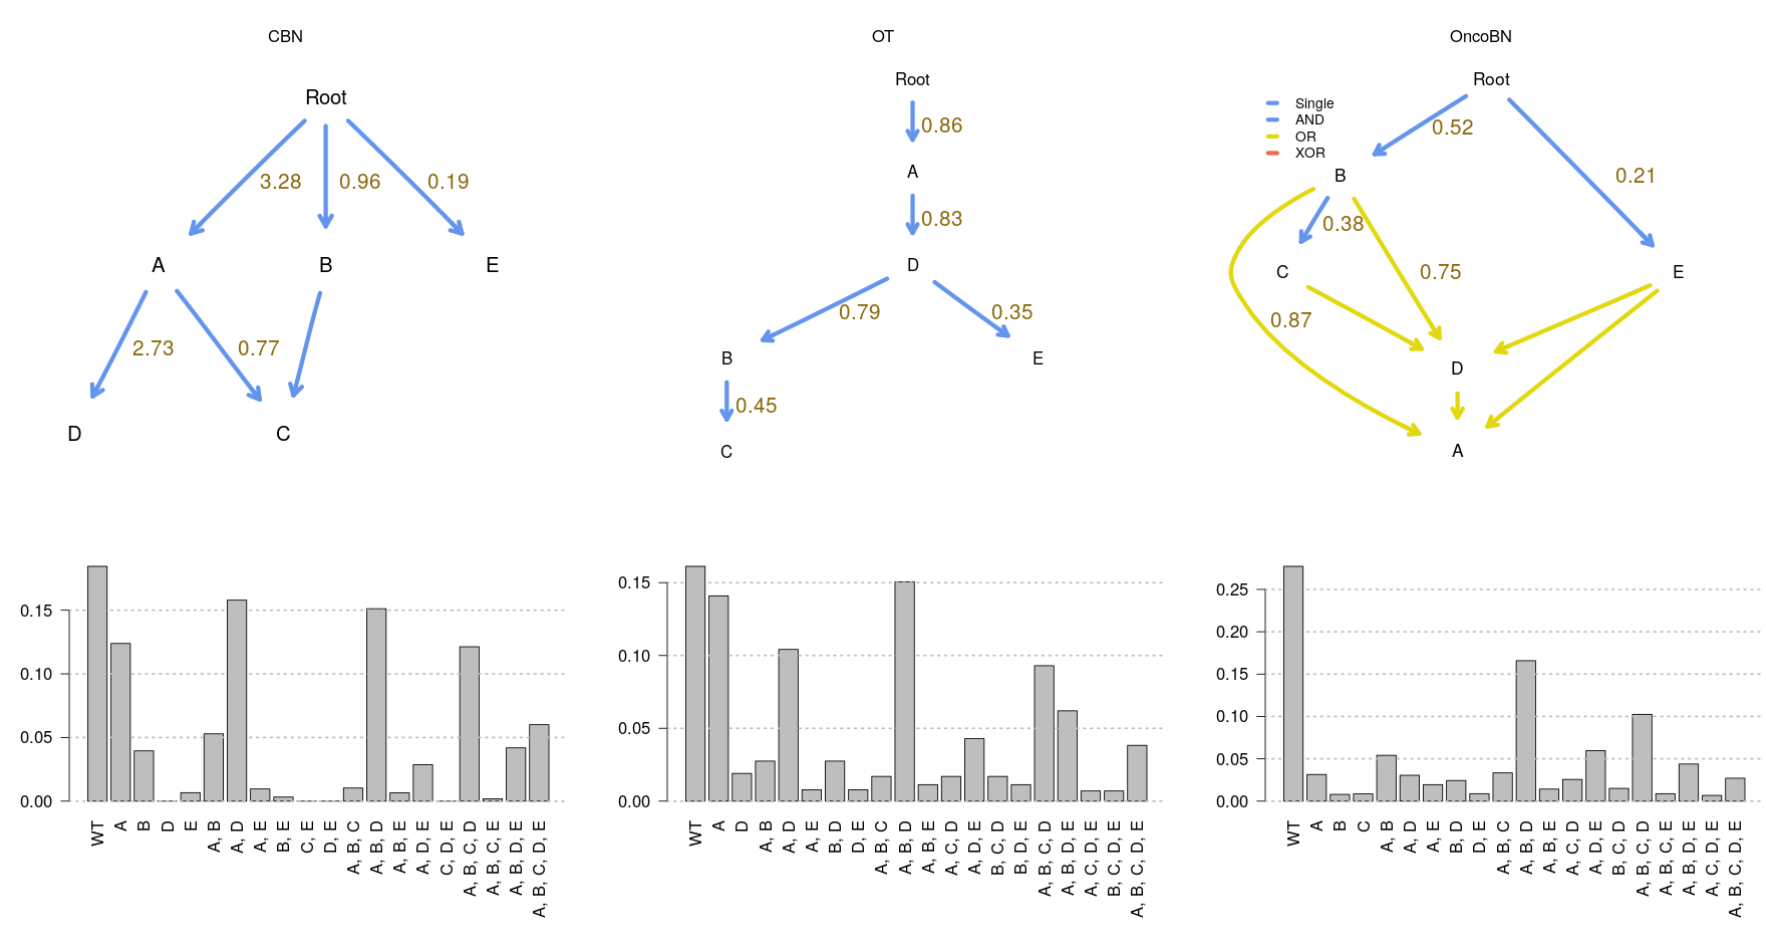 CBN
Root
3.28 0.96 0.19
A B E
2.73 0.77
D C
OT
Root
0.86
A
0.83
D
0.79 0.35
B E
0.45
C
OncoBN
Root
Single
AND
OR
XOR
0.52
0.21
B
0.38
C 0.75 E
0.87
D
A
0.15
0.10
0.05
0.00
WT
A
B
D
E
A, B
A, D
A, E
B, E
C, E
D, E
A, B, C
A, B, D
A, B, E
A, D, E
C, D, E
A, B, C, D
A, B, C, E
A, B, D, E
A, B, C, D, E
0.15
0.10
0.05
0.00
WT
A
D
A, B
A, D
A, E
B, D
D, E
A, B, C
A, B, D
A, B, E
A, C, D
A, D, E
B, C, D
B, D, E
A, B, C, D
A, B, D, E
A, C, D, E
B, C, D, E
A, B, C, D, E
0.25
0.20
0.15
0.10
0.05
0.00
WT
A
B
C
A, B
A, D
A, E
B, D
D, E
A, B, C
A, B, D
A, B, E
A, C, D
A, D, E
B, C, D
A, B, C, D
A, B, C, E
A, B, D, E
A, C, D, E
A, B, C, D, E